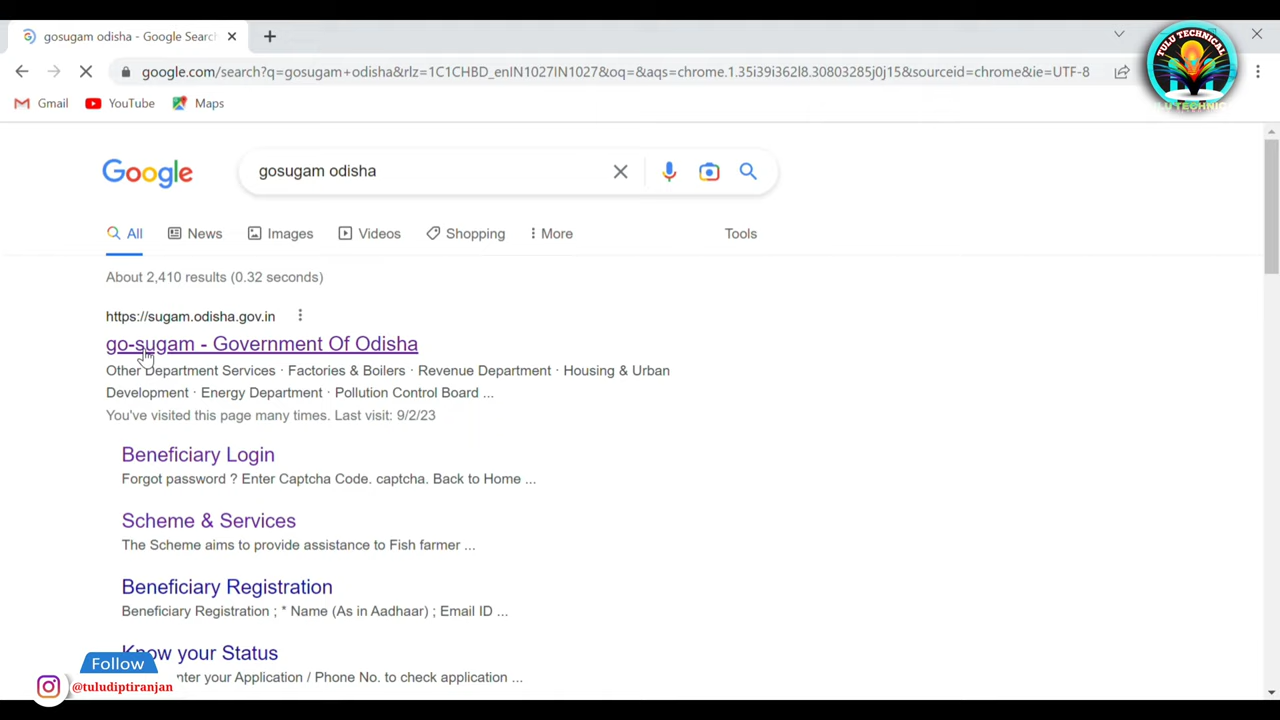 gosugam odisha - Google Searc
TULU TECHNICAL
google.com/search?q=gosugam+odisha&rlz=1C1CE_enIN1027IN1027&oq=&aqs=chrome.1.35i39i362l8.30803285j0j15&sourceid=chrome&ie=UTF-8
TULU TECHNICAL
Gmail YouTube Maps
Google gosugam odisha
All News Images Videos Shopping More Tools
About 2,410 results (0.32 seconds)
https://sugam.odisha.gov.in
go-sugam - Government Of Odisha
Other Department Services · Factories & Boilers · Revenue Department · Housing & Urban
Development · Energy Department · Pollution Control Board ...
You've visited this page many times. Last visit: 9/2/23
Beneficiary Login
Forgot password ? Enter Captcha Code. captcha. Back to Home ...
Scheme & Services
The Scheme aims to provide assistance to Fish farmer ...
Beneficiary Registration
Beneficiary Registration ; * Name (As in Aadhaar) ; Email ID ...
Know your Status
Follow
nter your Application / Phone No. to check application ...
@tuludiptiranjan